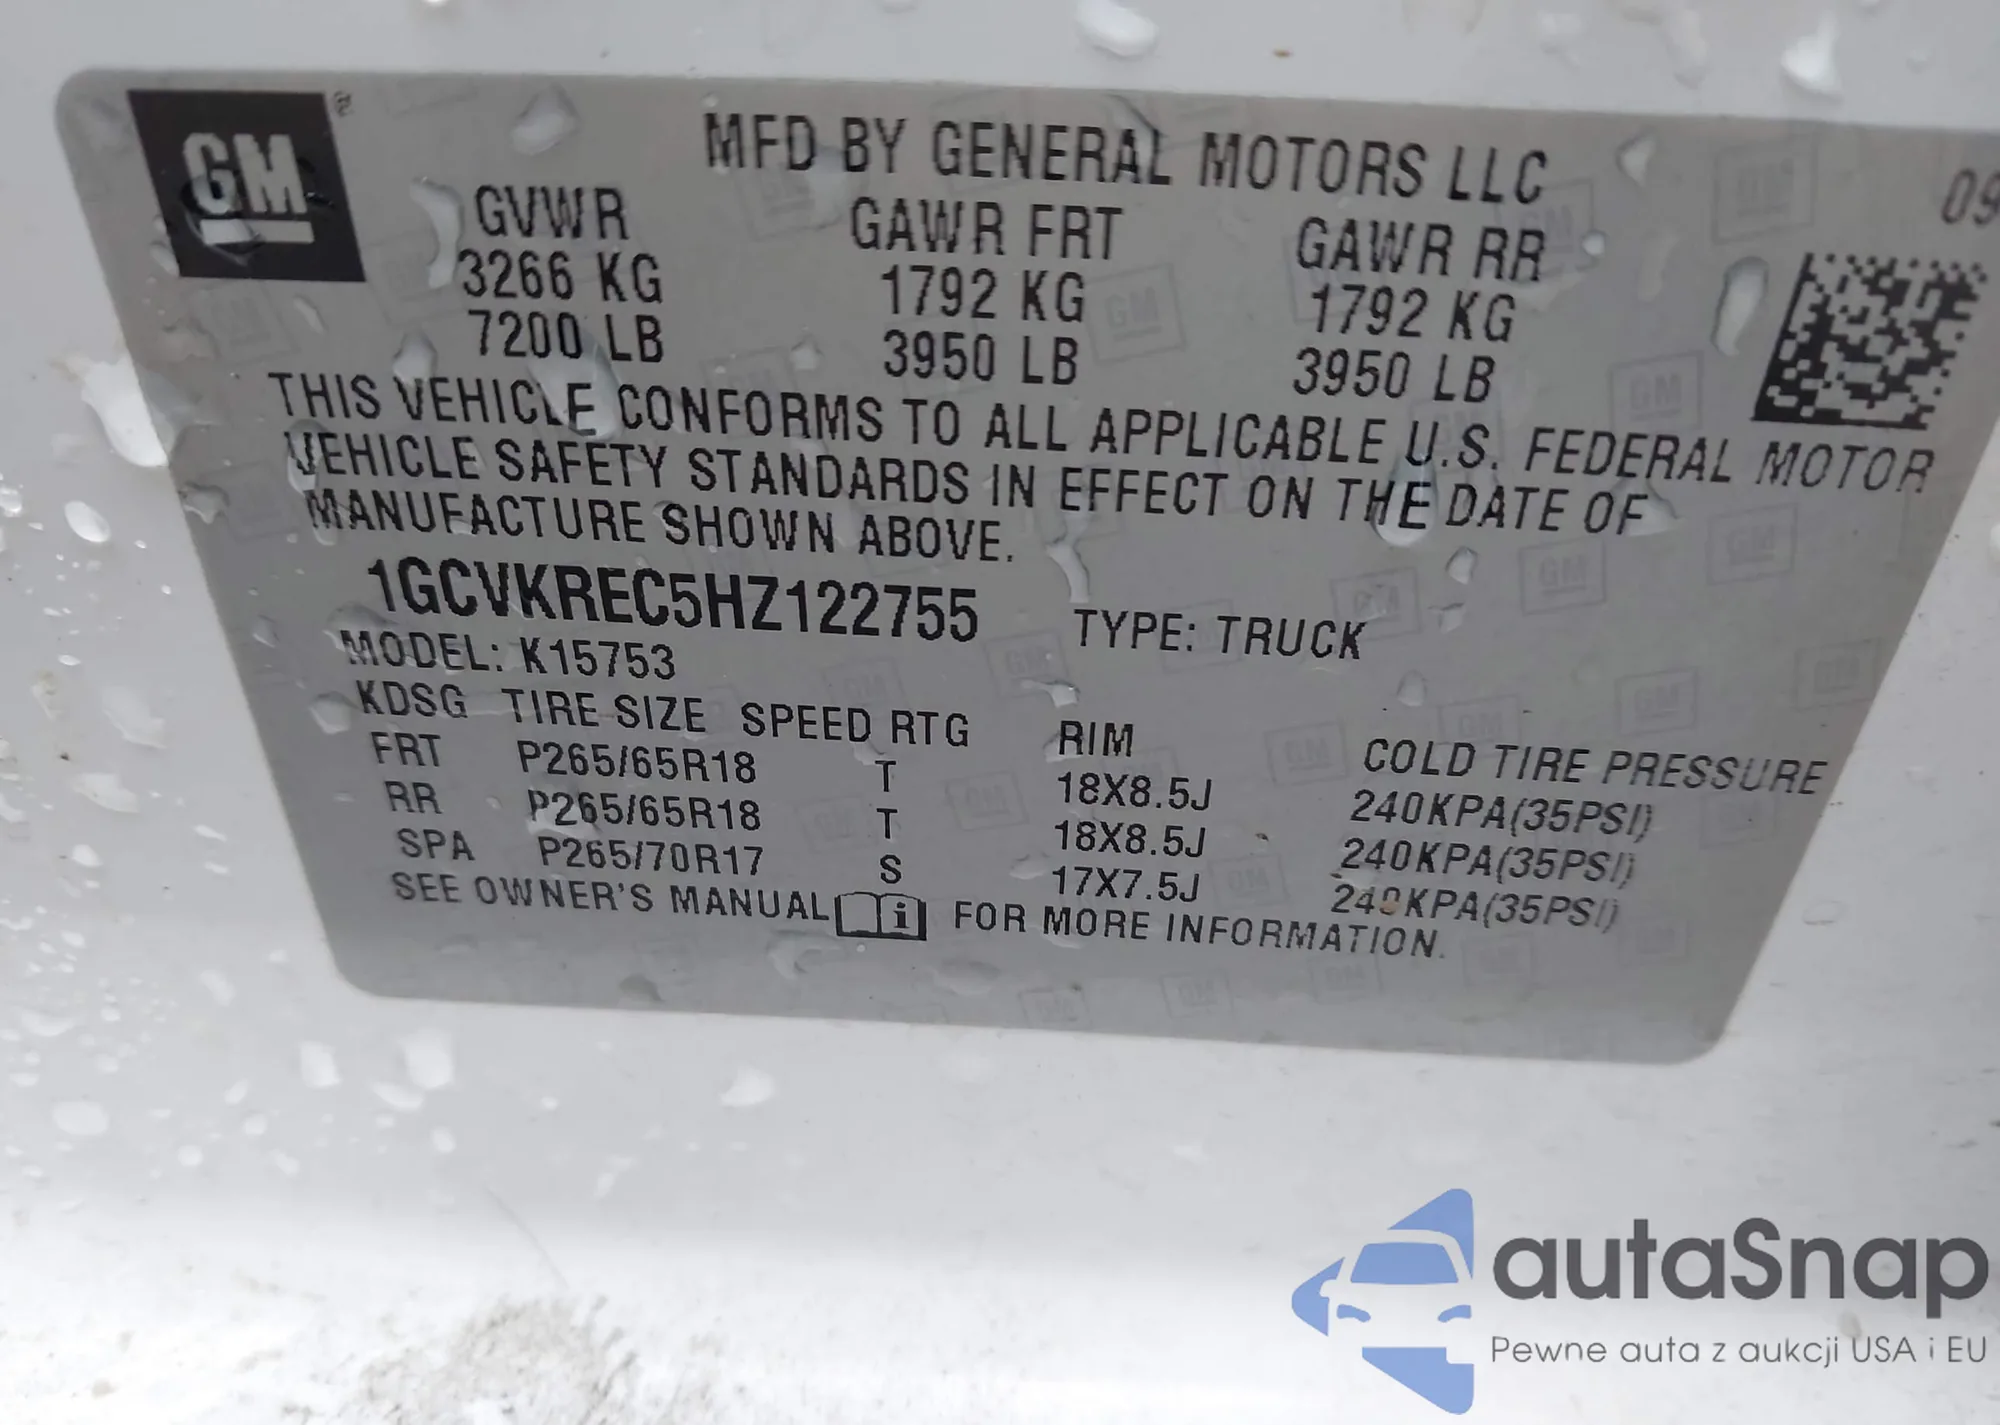 GM
MFD BY GENERAL MOTORS LLC
09
GVWR GAWR FRT GAWR RR
3266 KG 1792 KG 1792 KG
7200 LB 3950 LB 3950 LB
THIS VEHICLE CONFORMS TO ALL APPLICABLE U.S. FEDERAL MOTOR
VEHICLE SAFETY STANDARDS IN EFFECT ON THE DATE OF
MANUFACTURE SHOWN ABOVE.
1GCVKREC5HZ122755 TYPE: TRUCK
MODEL: K15753
KDSG TIRE SIZE SPEED RTG RIM COLD TIRE PRESSURE
FRT P265/65R18 T 18X8.5J 240KPA(35PSI)
RR P265/65R18 T 18X8.5J 240KPA(35PSI)
SPA P265/70R17 S 17X7.5J 240KPA(35PSI)
SEE OWNER'S MANUAL i FOR MORE INFORMATION.
autaSnap
Pewne auta z aukcji USA i EU